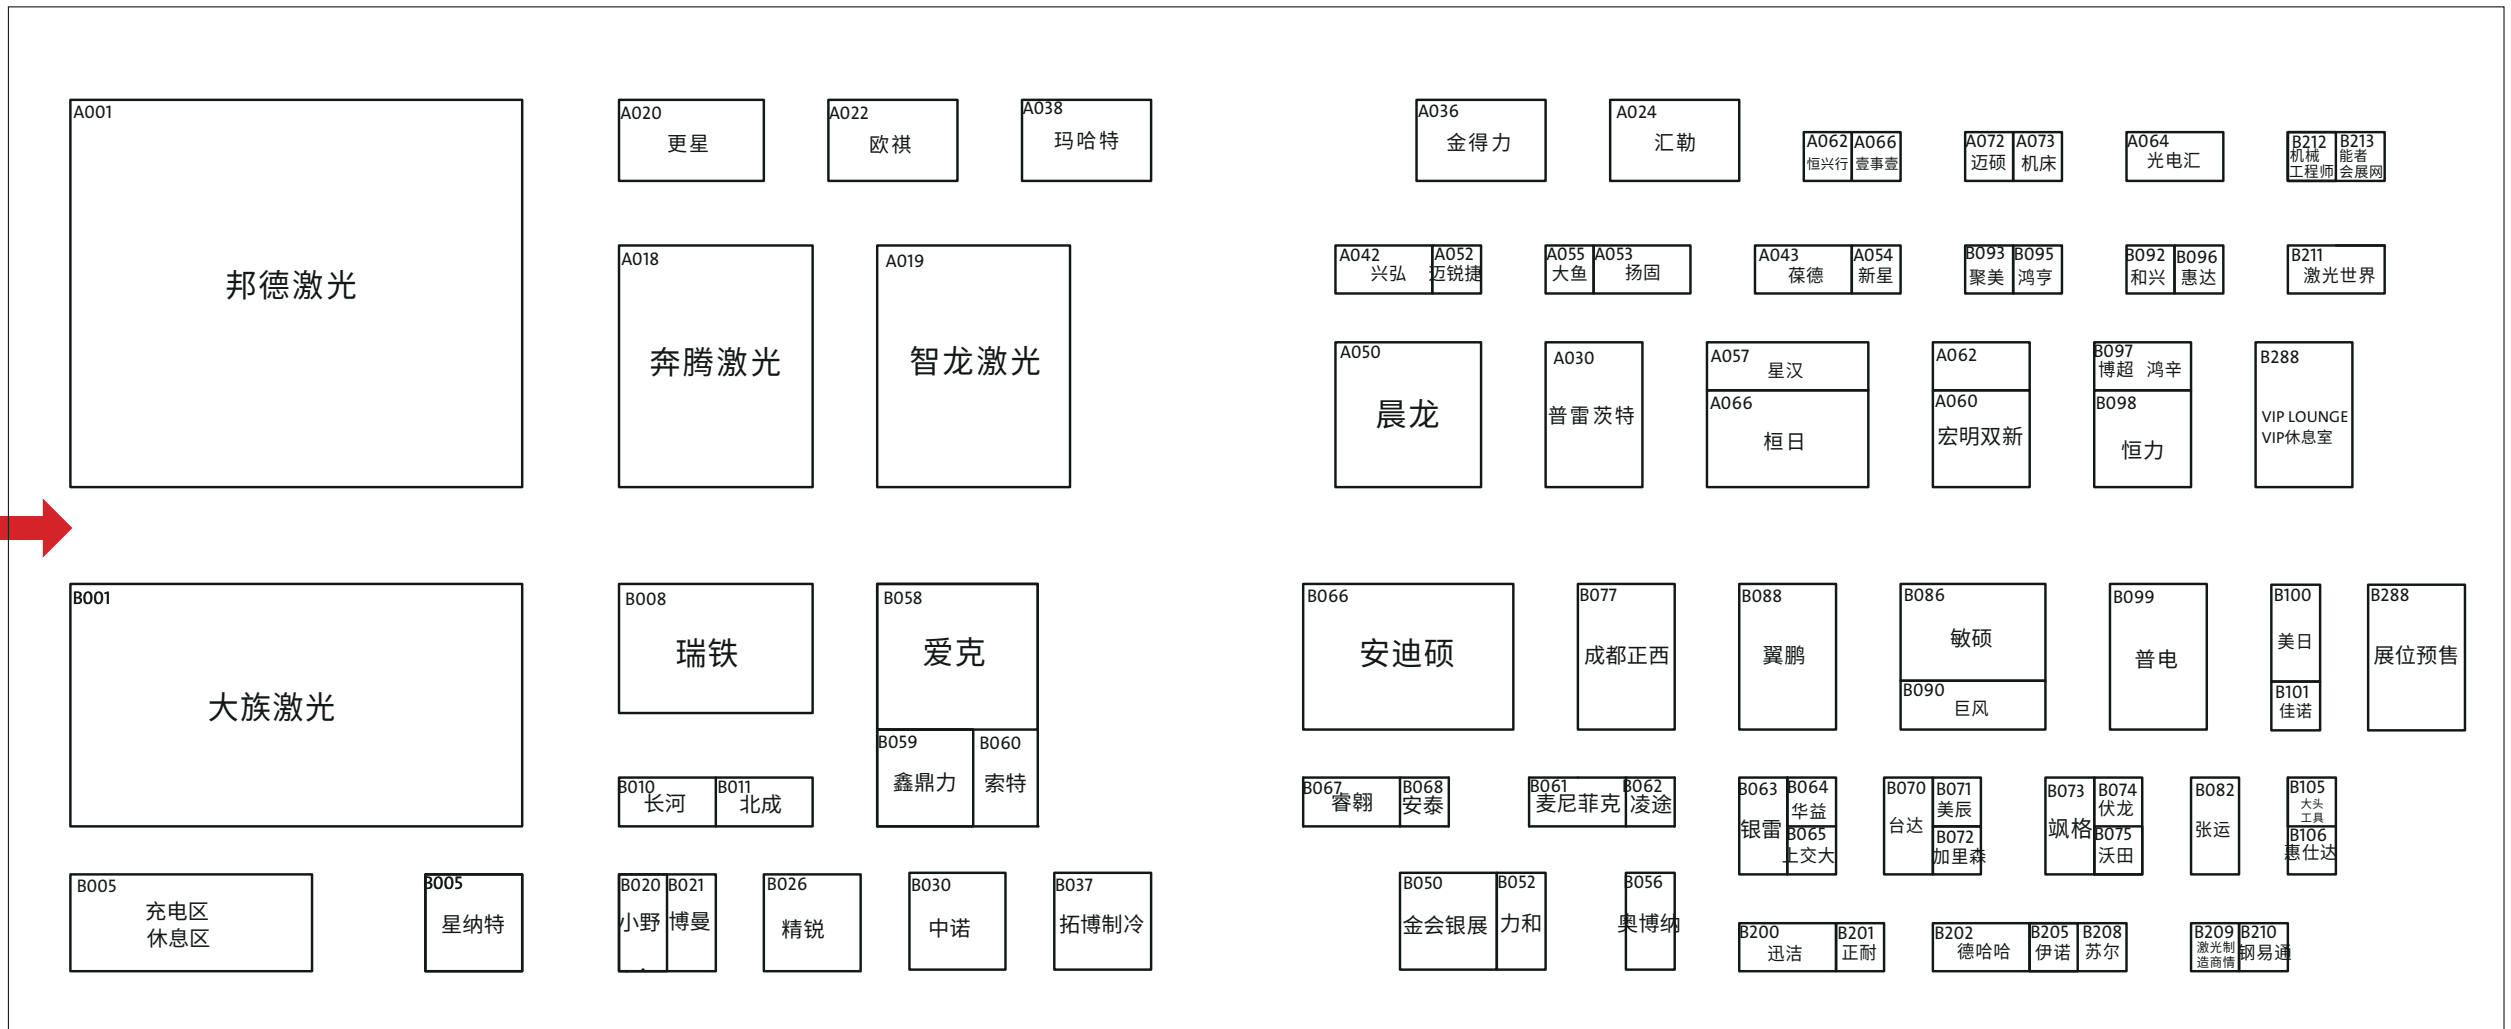 A001
邦德激光
A020
更星
A022
欧祺
A038
玛哈特
A036
金得力
A024
汇勒
A062
恒兴行
A066
壹事壹
A072
迈硕
A073
机床
A064
光电汇
B212
机械
工程师
B213
能者
会展网
A018
奔腾激光
A019
智龙激光
A042
兴弘
A052
迈锐捷
A055
大鱼
A053
扬固
A043
葆德
A054
新星
B093
聚美
B095
鸿亨
B092
和兴
B096
惠达
B211
激光世界
A050
晨龙
A030
普雷茨特
A057
星汉
A066
桓日
A062
A060
宏明双新
B097
博超 鸿辛
B098
恒力
B288
VIP LOUNGE
VIP休息室
B001
大族激光
B008
瑞铁
B058
爱克
B059
鑫鼎力
B060
索特
B066
安迪硕
B077
成都正西
B088
翼鹏
B086
敏硕
B090
巨风
B099
普电
B100
美日
B101
佳诺
B288
展位预售
B010
长河
B011
北成
B067
睿翱
B068
安泰
B061
麦尼菲克
B062
凌途
B063
银雷
B064
华益
B065
上交大
B070
台达
B071
美辰
B072
加里森
B073
飒格
B074
伏龙
B075
沃田
B082
张运
B105
大头
工具
B106
惠仕达
B005
充电区
休息区
B005
星纳特
B020
小野
B021
博曼
B026
精锐
B030
中诺
B037
拓博制冷
B050
金会银展
B052
力和
B056
奥博纳
B200
迅洁
B201
正耐
B202
德哈哈
B205
伊诺
B208
苏尔
B209
激光制
造商情
B210
钢易通